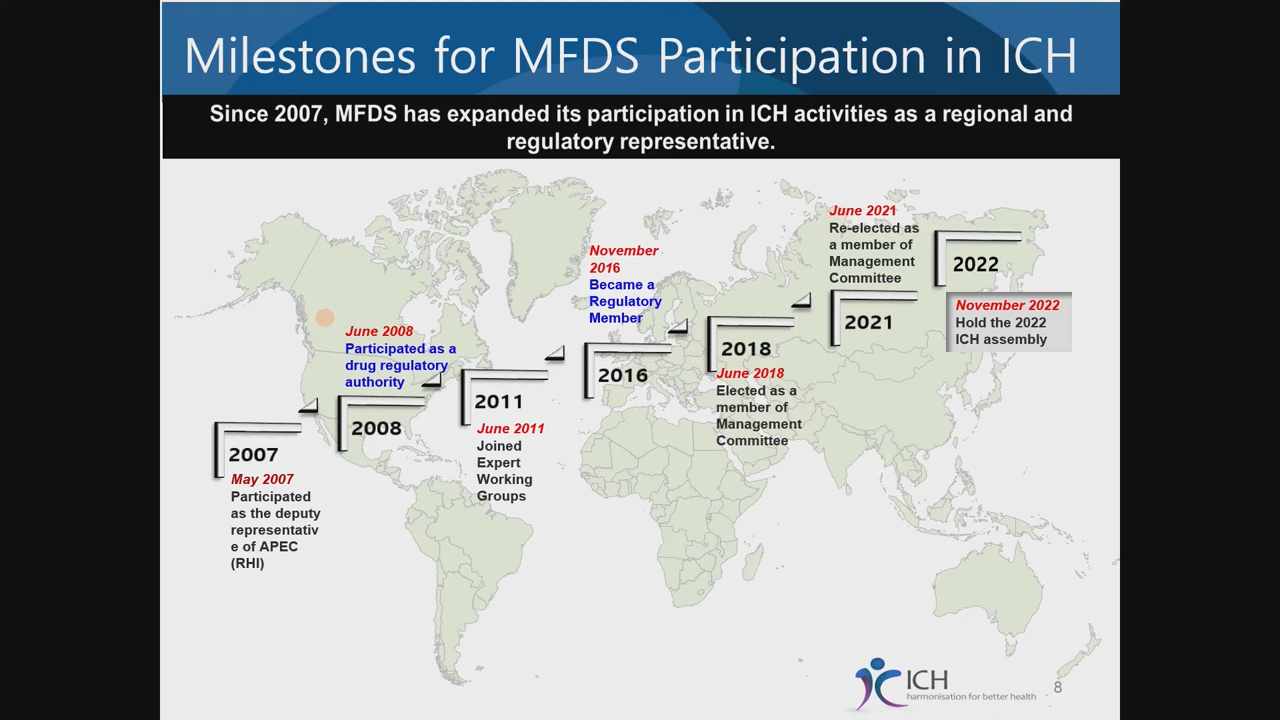 Milestones for MFDS Participation in ICH
Since 2007, MFDS has expanded its participation in ICH activities as a regional and
regulatory representative.
2007
May 2007
Participated
as the deputy
representativ
e of APEC
(RHI)
June 2008
Participated as a
drug regulatory
authority
2008
2011
June 2011
Joined
Expert
Working
Groups
November
2016
Became a
Regulatory
Member
2016
2018
June 2018
Elected as a
member of
Management
Committee
June 2021
Re-elected as
a member of
Management
Committee
2021
2022
November 2022
Hold the 2022
ICH assembly
ICH
harmonisation for better health
8